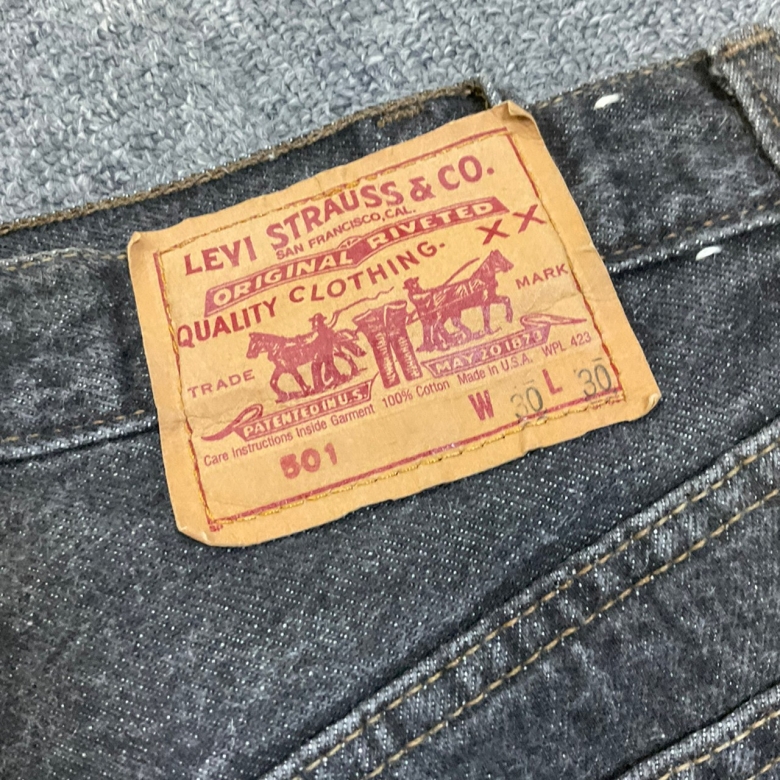 LEVI STRAUSS & CO.
SAN FRANCISCO, CAL.
ORIGINAL RIVETED
QUALITY CLOTHING. XX
TRADE MARK
PATENTED IN U.S. MAY 20 1873
Care Instructions Inside Garment 100% Cotton Made in U.S.A. WPL 423
501 W 30 L 30